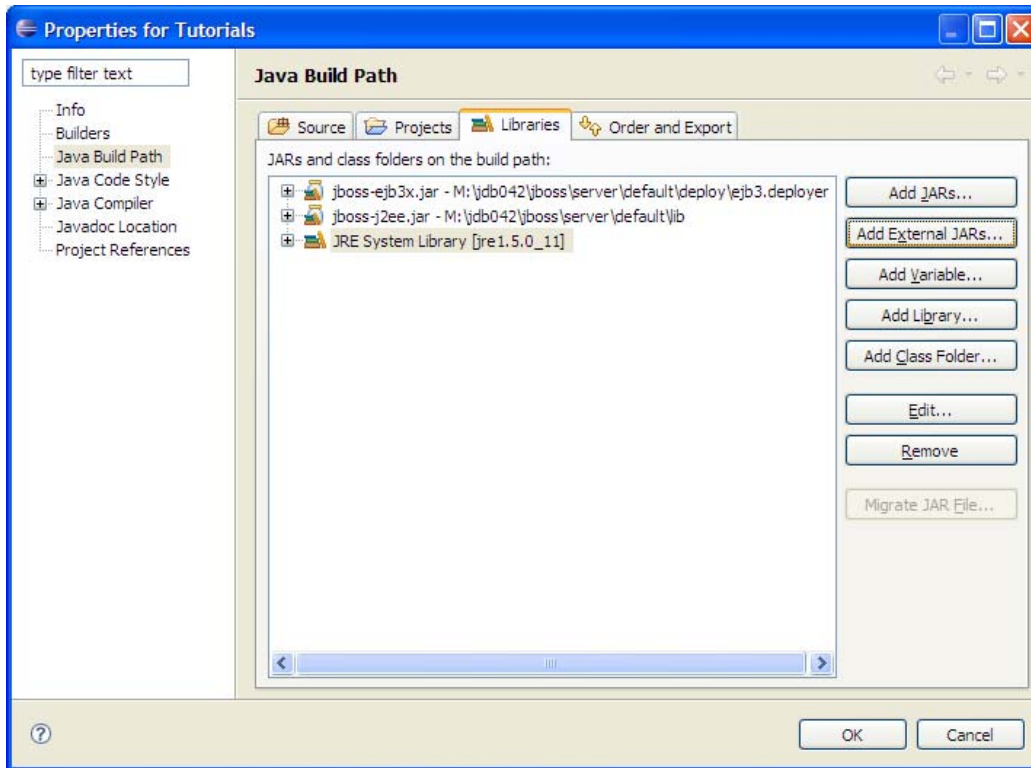 Properties for Tutorials
type filter text
Info
Builders
Java Build Path
Java Code Style
Java Compiler
Javadoc Location
Project References
Java Build Path
Source Projects Libraries Order and Export
JARs and class folders on the build path:
jboss-ejb3x.jar - M:\jdb042\jboss\server\default\deploy\ejb3.deployer
jboss-j2ee.jar - M:\jdb042\jboss\server\default\lib
JRE System Library [jre1.5.0_11]
Add JARs...
Add External JARs...
Add Variable...
Add Library...
Add Class Folder...
Edit...
Remove
Migrate JAR File...
OK
Cancel